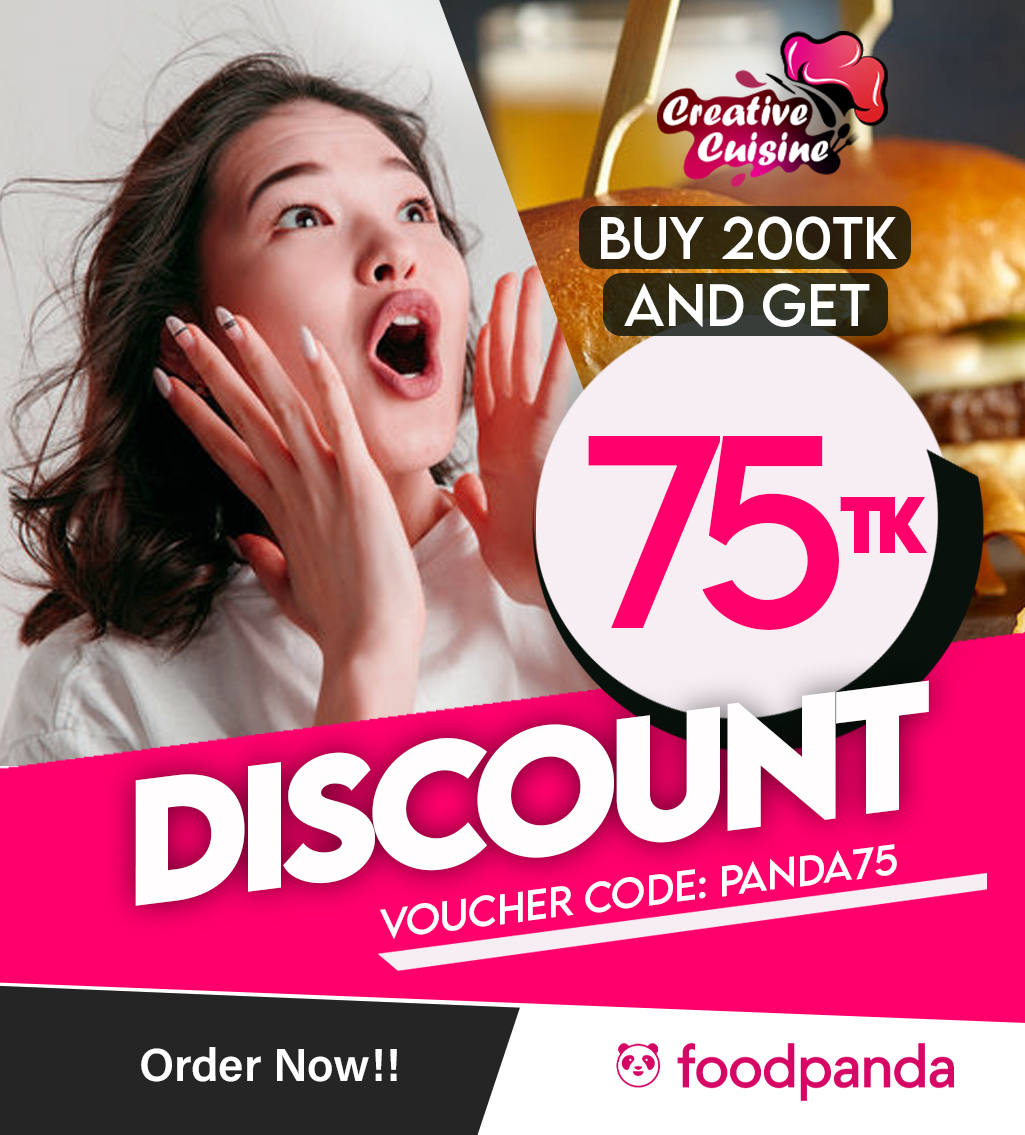 Creative
Cuisine
BUY 200TK
AND GET
75TK
DISCOUNT
VOUCHER CODE: PANDA75
Order Now!!
foodpanda